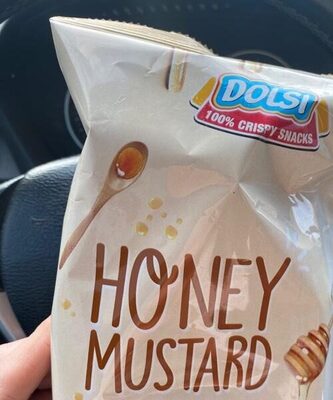 DOLSI
100% CRISPY SNACKS
HONEY
MUSTARD